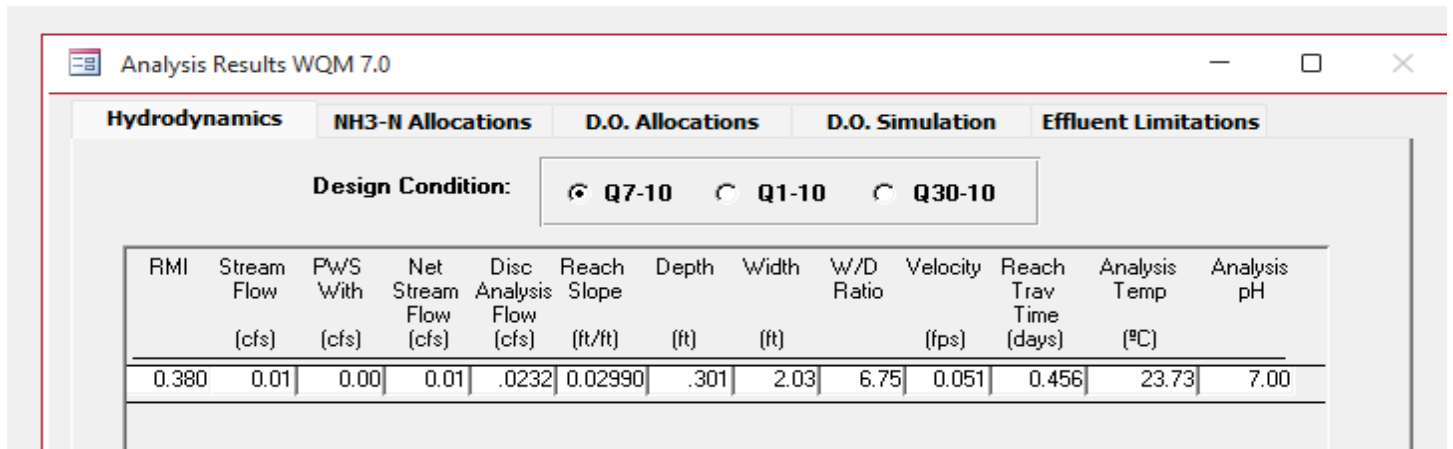 Analysis Results WQM 7.0
Hydrodynamics NH3-N Allocations D.O. Allocations D.O. Simulation Effluent Limitations
Design Condition: Q7-10 Q1-10 Q30-10
RMI Stream PWS Net Disc Reach Depth Width W/D Velocity Reach Analysis Analysis
Flow With Stream Analysis Slope Ratio Trav Temp pH
Flow Flow Time
(cfs) (cfs) (cfs) (cfs) (ft/ft) (ft) (ft) (fps) (days) (ºC)
0.380 0.01 0.00 0.01 .0232 0.02990 .301 2.03 6.75 0.051 0.456 23.73 7.00